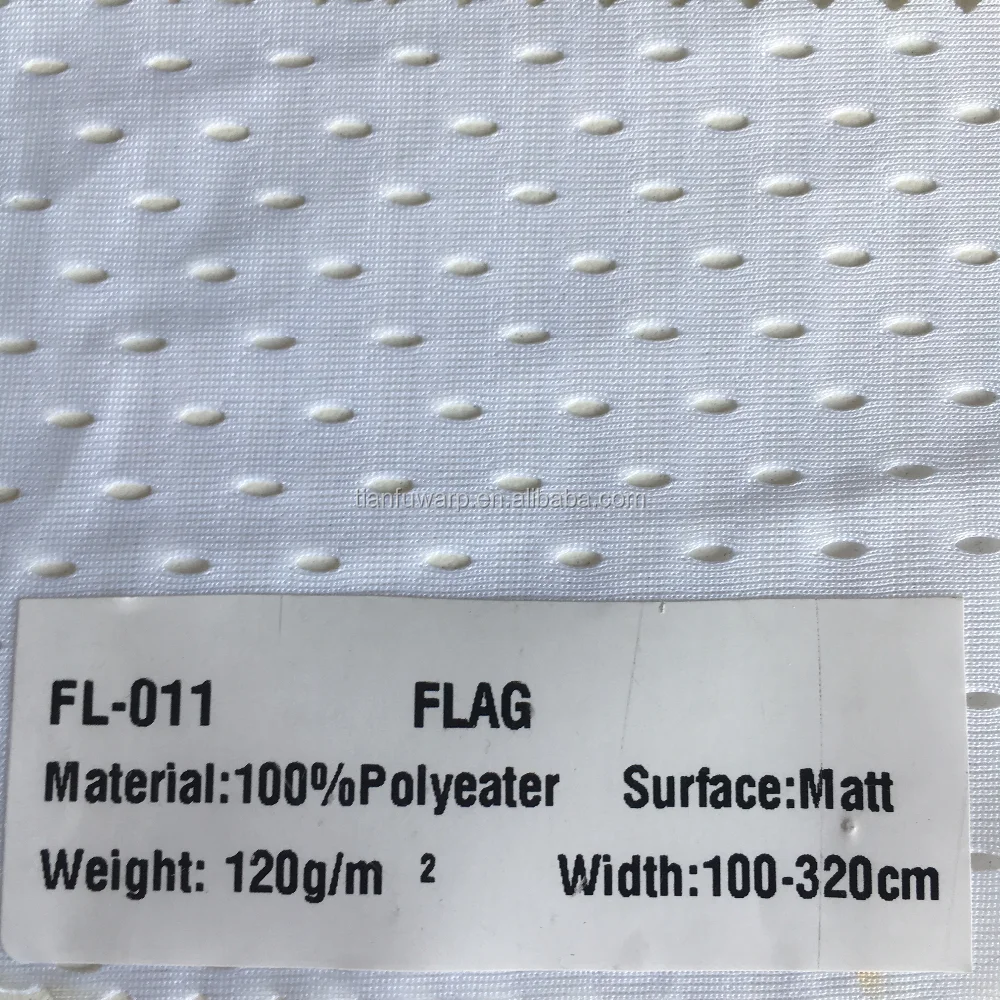 tianfuwarp.en.alibaba.com
FL-011 FLAG
Material:100%Polyeater Surface:Matt
Weight: 120g/m ² Width:100-320cm